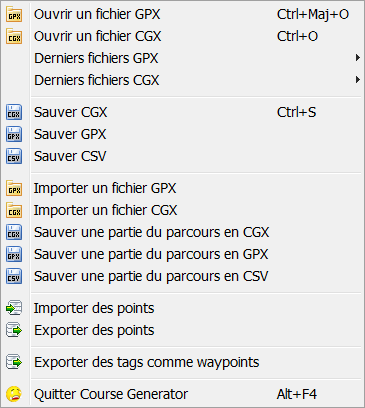 Ouvrir un fichier GPX Ctrl+Maj+O
Ouvrir un fichier CGX Ctrl+O
Derniers fichiers GPX
Derniers fichiers CGX
CGX Sauver CGX Ctrl+S
GPX Sauver GPX
CSV Sauver CSV
GPX Importer un fichier GPX
CGX Importer un fichier CGX
CGX Sauver une partie du parcours en CGX
GPX Sauver une partie du parcours en GPX
CSV Sauver une partie du parcours en CSV
Importer des points
Exporter des points
Exporter des tags comme waypoints
Quitter Course Generator Alt+F4